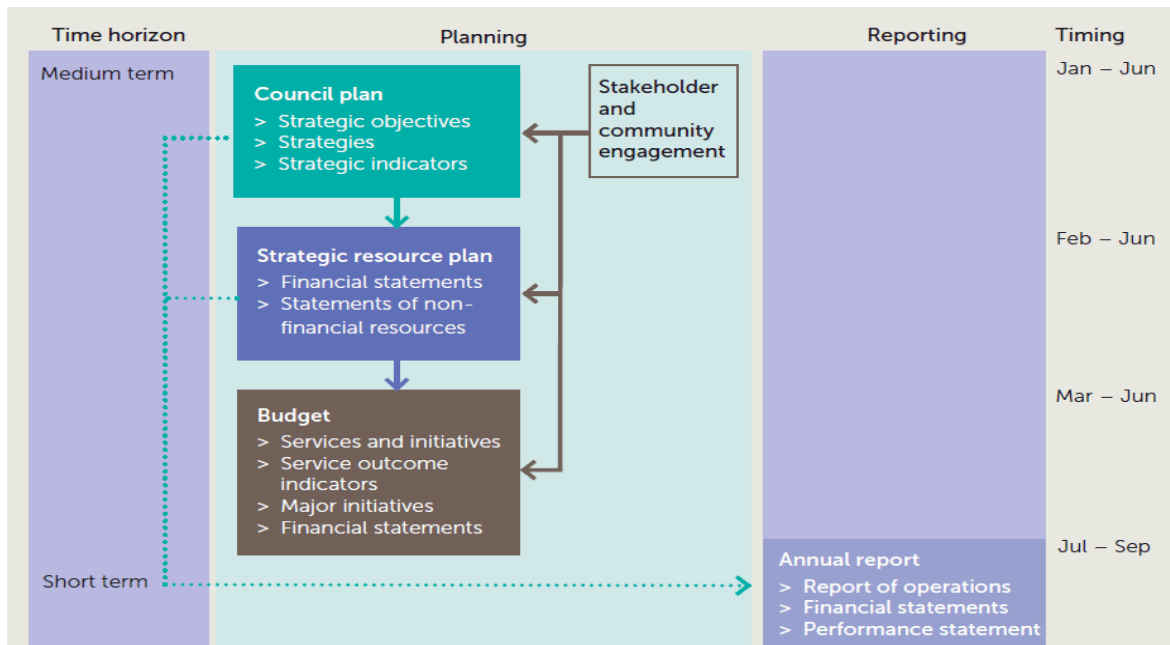 Time horizon
Planning
Reporting
Timing
Medium term
Council plan
> Strategic objectives
> Strategies
> Strategic indicators
Stakeholder
and
community
engagement
Jan – Jun
Strategic resource plan
> Financial statements
> Statements of non-
financial resources
Feb – Jun
Budget
> Services and initiatives
> Service outcome
indicators
> Major initiatives
> Financial statements
Mar – Jun
Short term
Annual report
> Report of operations
> Financial statements
> Performance statement
Jul – Sep